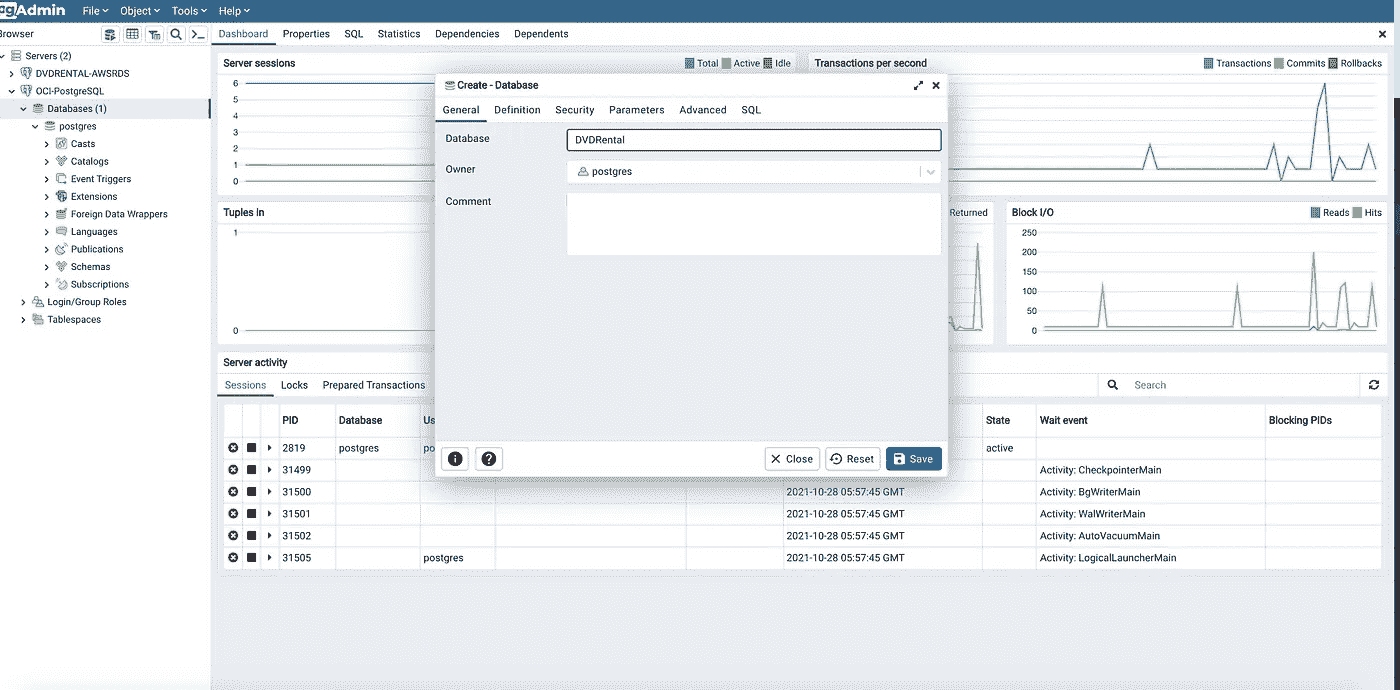 pgAdmin File Object Tools Help
Browser
Dashboard Properties SQL Statistics Dependencies Dependents
Servers (2)
DVDRENTAL-AWSRDS
OCI-PostgreSQL
Databases (1)
postgres
Casts
Catalogs
Event Triggers
Extensions
Foreign Data Wrappers
Languages
Publications
Schemas
Subscriptions
Login/Group Roles
Tablespaces
Server sessions Total Active Idle
6
5
4
3
2
1
0
Transactions per second Transactions Commits Rollbacks
Create - Database
General Definition Security Parameters Advanced SQL
Database DVDRental
Owner postgres
Comment
Close Reset Save
Tuples in
1
0
Returned
Block I/O Reads Hits
250
200
150
100
50
0
Server activity
Sessions Locks Prepared Transactions
Search
PID Database Us State Wait event Blocking PIDs
2819 postgres po active
31499 Activity: CheckpointerMain
31500 2021-10-28 05:57:45 GMT Activity: BgWriterMain
31501 2021-10-28 05:57:45 GMT Activity: WalWriterMain
31502 2021-10-28 05:57:45 GMT Activity: AutoVacuumMain
31505 postgres 2021-10-28 05:57:45 GMT Activity: LogicalLauncherMain